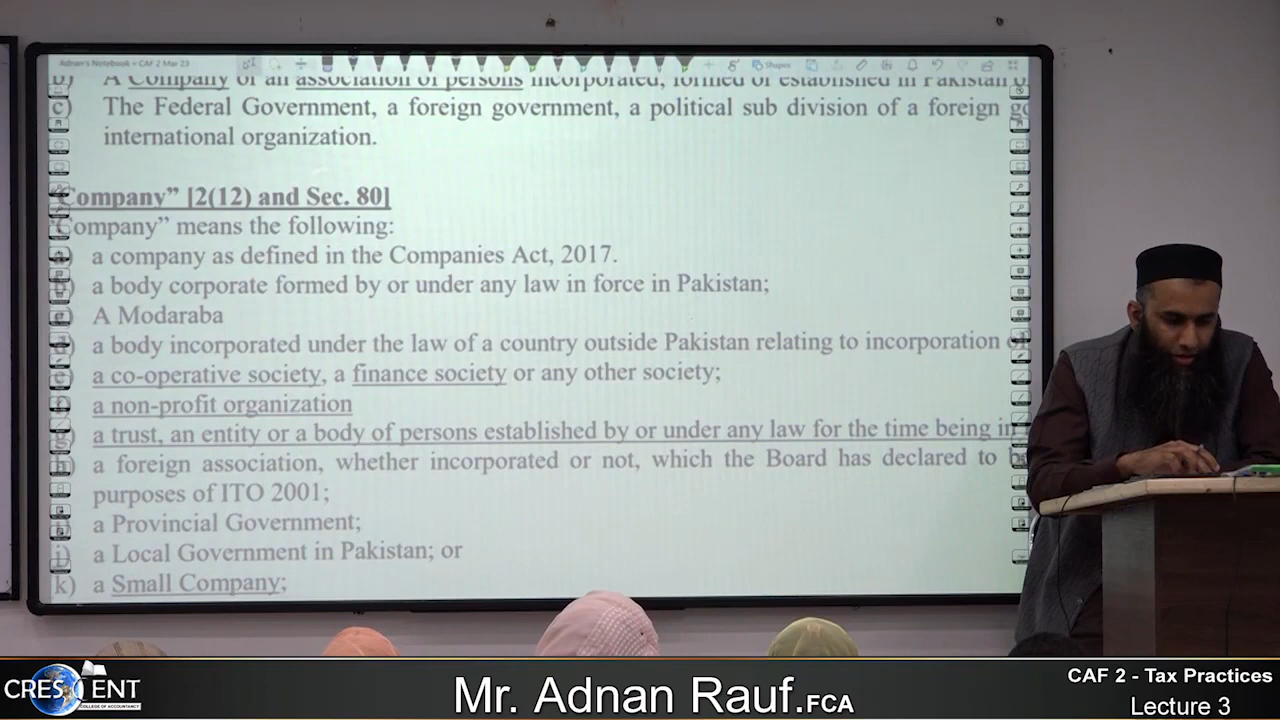 Adnan's Notebook » CAF 2 Mar 23
Shapes
b) A Company or an association of persons incorporated, formed or established in Pakistan
c) The Federal Government, a foreign government, a political sub division of a foreign
international organization.
“Company” [2(12) and Sec. 80]
“Company” means the following:
a company as defined in the Companies Act, 2017.
a body corporate formed by or under any law in force in Pakistan;
A Modaraba
d) a body incorporated under the law of a country outside Pakistan relating to incorporation
e) a co-operative society, a finance society or any other society;
a non-profit organization
g) a trust, an entity or a body of persons established by or under any law for the time being in
h) a foreign association, whether incorporated or not, which the Board has declared to
purposes of ITO 2001;
a Provincial Government;
j) a Local Government in Pakistan; or
k) a Small Company;
CRESCENT
COLLEGE OF ACCOUNTANCY
Mr. Adnan Rauf.FCA
CAF 2 - Tax Practices
Lecture 3